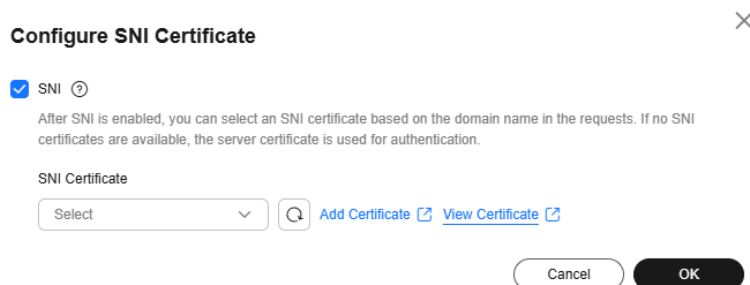 Configure SNI Certificate
SNI
After SNI is enabled, you can select an SNI certificate based on the domain name in the requests. If no SNI
certificates are available, the server certificate is used for authentication.
SNI Certificate
Select Add Certificate View Certificate
Cancel OK